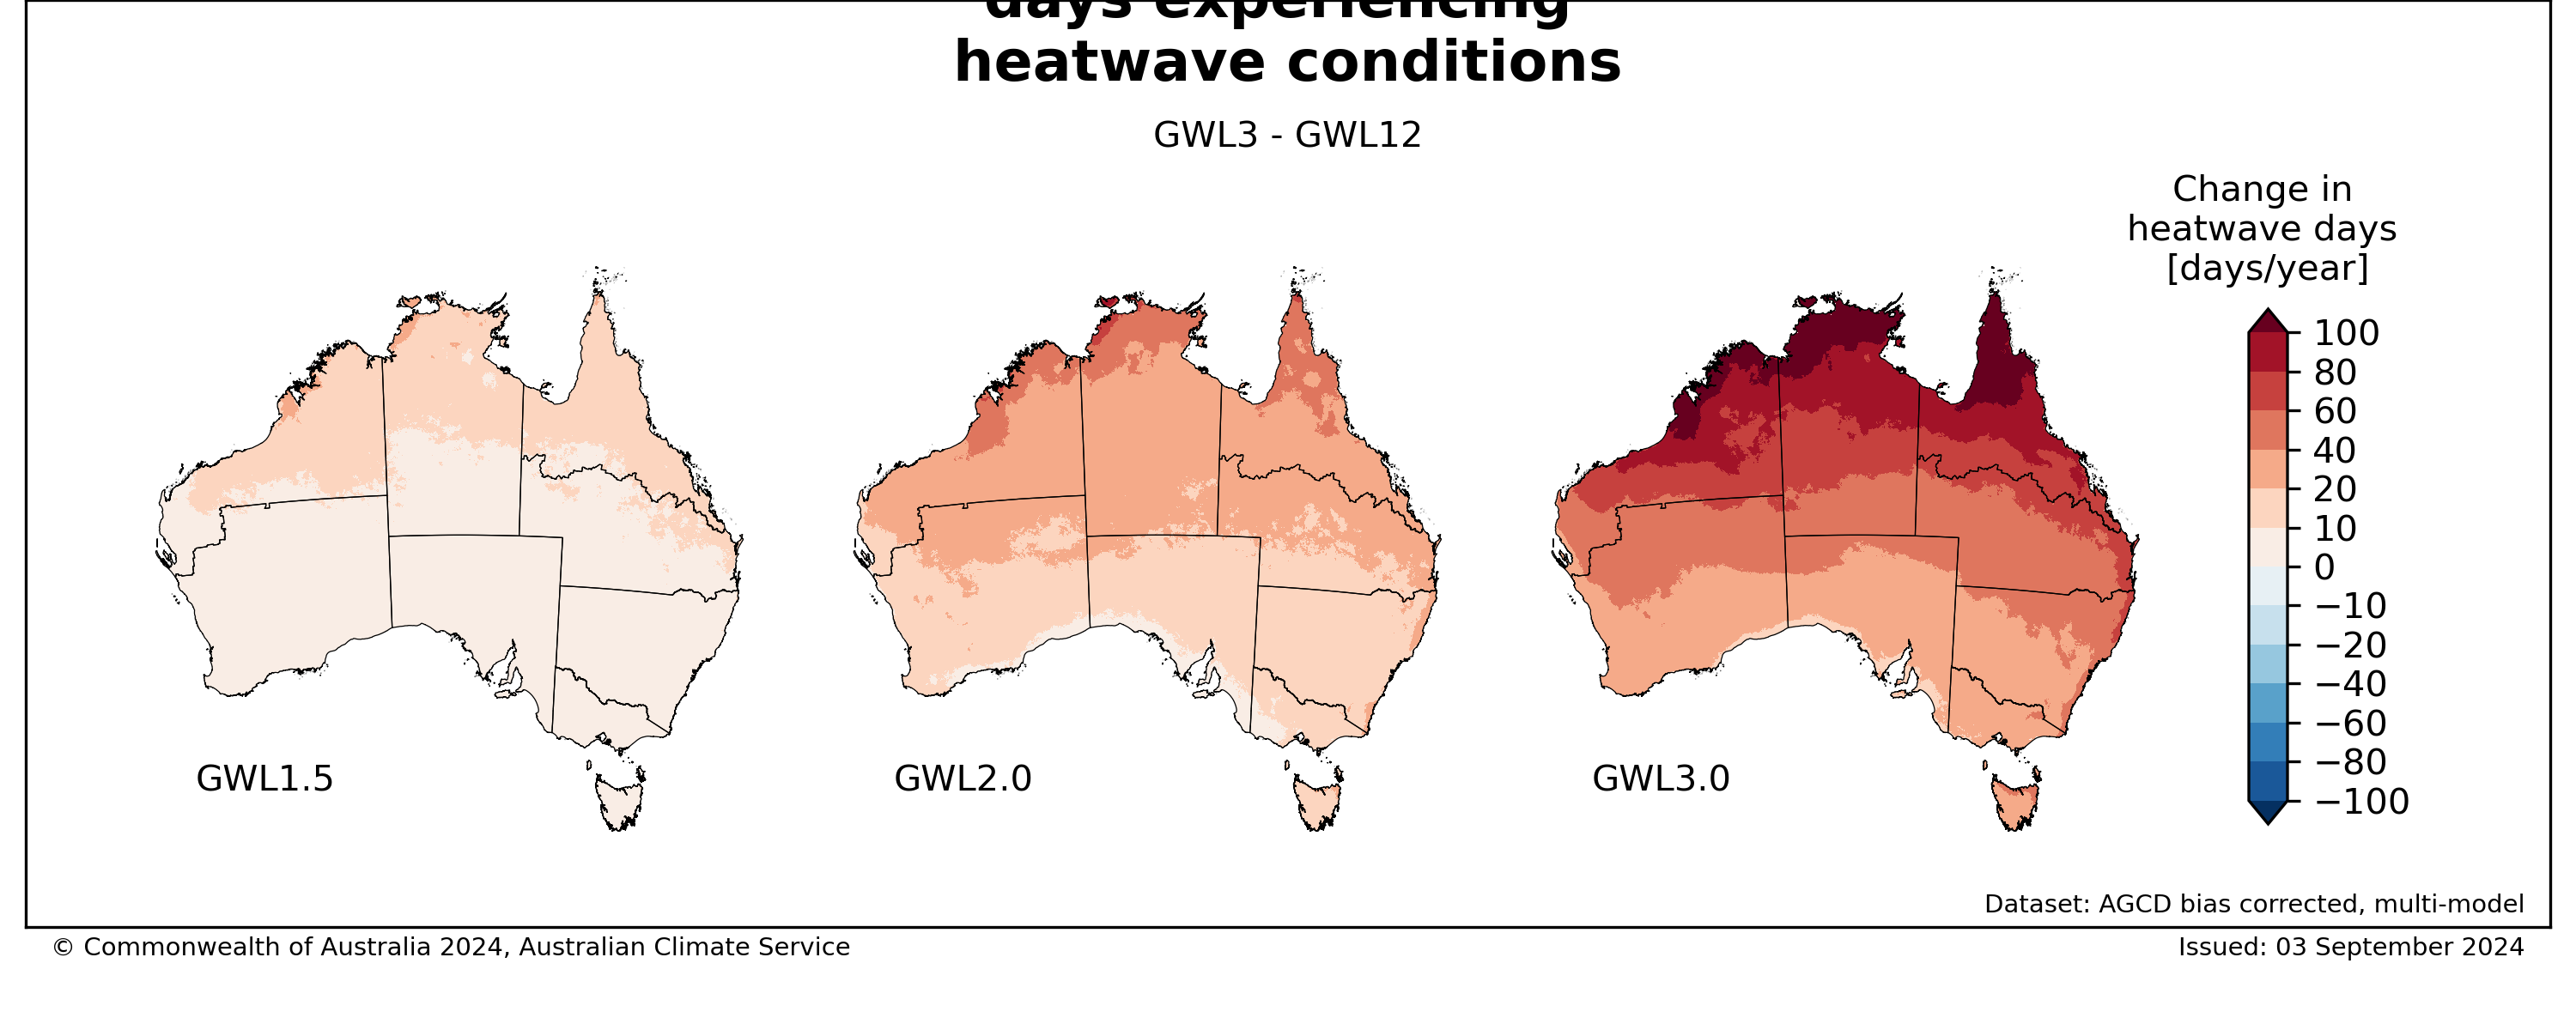 days experiencing
heatwave conditions
GWL3 - GWL12
Change in
heatwave days
[days/year]
100
80
60
40
20
10
0
−10
−20
−40
−60
−80
−100
GWL1.5
GWL2.0
GWL3.0
Dataset: AGCD bias corrected, multi-model
© Commonwealth of Australia 2024, Australian Climate Service
Issued: 03 September 2024